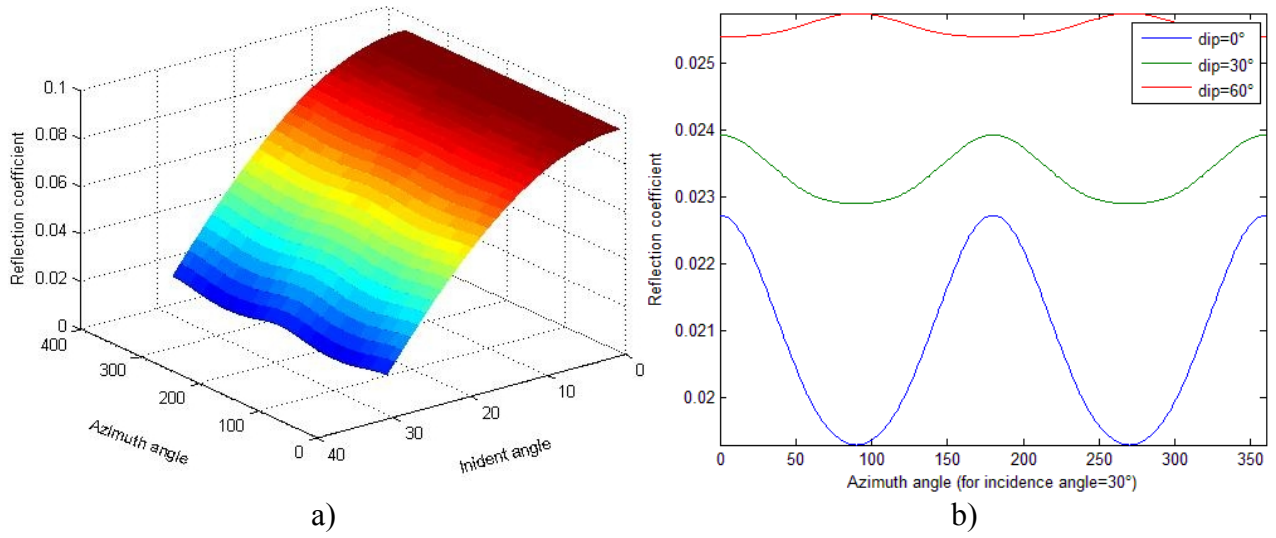 0.1
0.08
0.06
0.04
0.02
0
Reflection coefficient
400
300
200
100
0
Azimuth angle
40
30
20
10
0
Inident angle
a)
0.025
0.024
0.023
0.022
0.021
0.02
Reflection coefficient
dip=0°
dip=30°
dip=60°
0 50 100 150 200 250 300 350
Azimuth angle (for incidence angle=30°)
b)